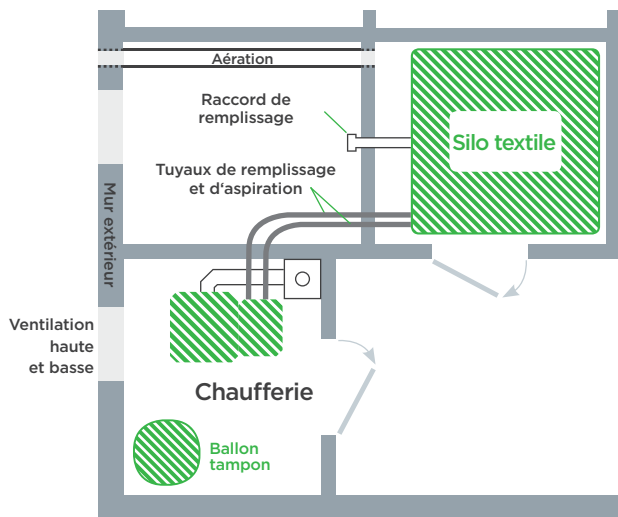 Aération
Raccord de
remplissage
Silo textile
Tuyaux de remplissage
et d‘aspiration
Mur extérieur
Ventilation
haute
et basse
Chaufferie
Ballon
tampon